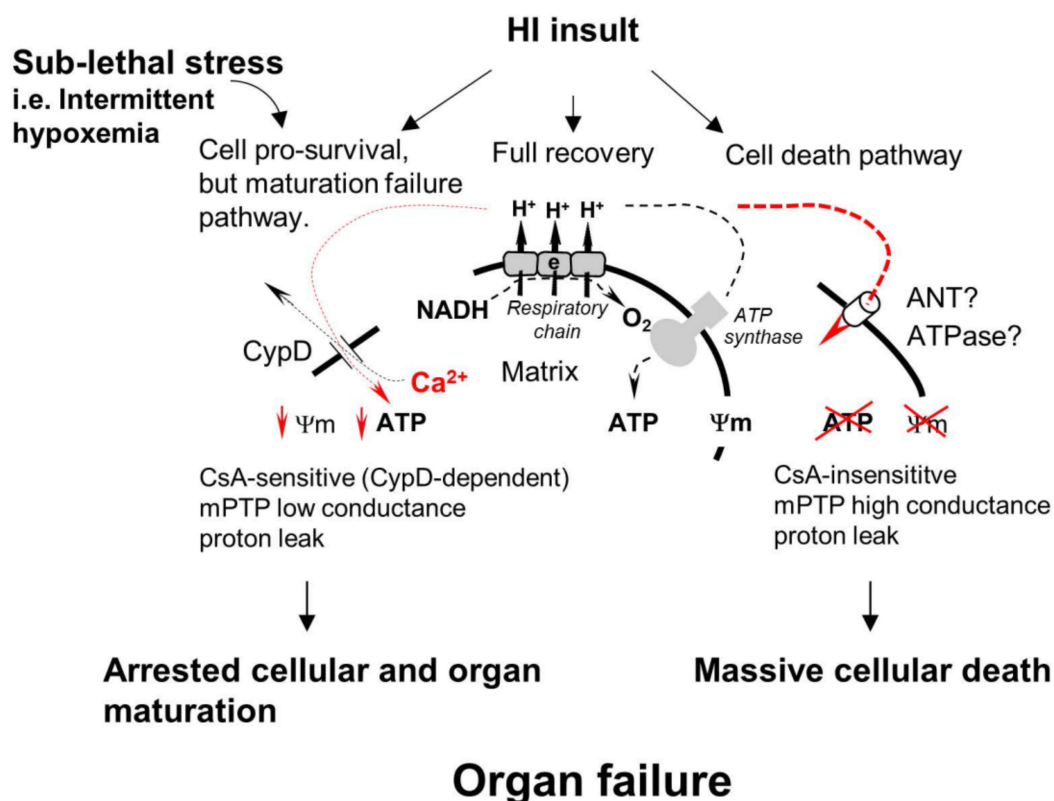 HI insult
Sub-lethal stress
i.e. Intermittent
hypoxemia
Cell pro-survival,
but maturation failure
pathway.
Full recovery
Cell death pathway
H⁺ H⁺ H⁺
e
NADH
Respiratory
chain
O₂
ATP
synthase
ANT?
ATPase?
CypD
Ca²⁺
Matrix
Ψm
ATP
ATP
Ψm
ATP
Ψm
CsA-sensitive (CypD-dependent)
mPTP low conductance
proton leak
CsA-insensititve
mPTP high conductance
proton leak
Arrested cellular and organ
maturation
Massive cellular death
Organ failure